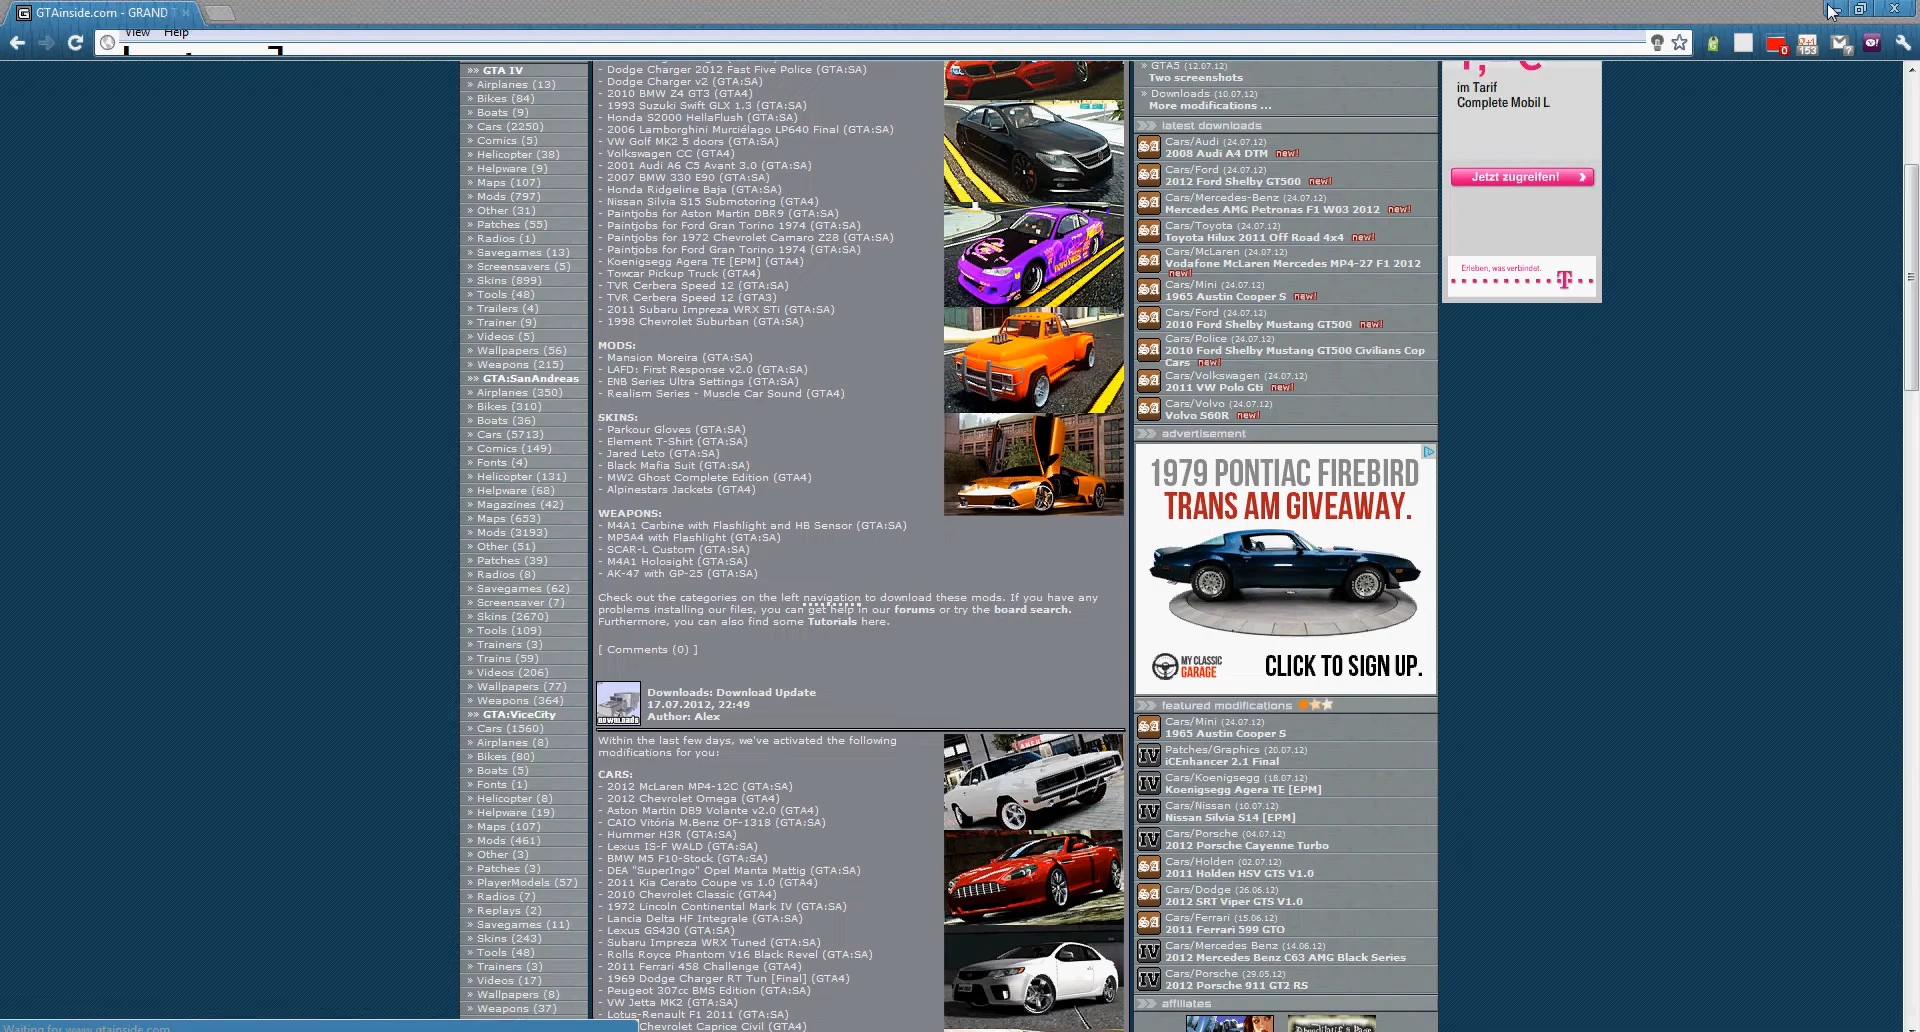 GTAinside.com - GRAND T
View Help
0
153
»» GTA IV
» Airplanes (13)
» Bikes (84)
» Boats (9)
» Cars (2250)
» Comics (5)
» Helicopter (38)
» Helpware (9)
» Maps (107)
» Mods (797)
» Other (31)
» Patches (55)
» Radios (1)
» Savegames (13)
» Screensavers (5)
» Skins (899)
» Tools (48)
» Trailers (4)
» Trainer (9)
» Videos (5)
» Wallpapers (56)
» Weapons (215)
»» GTA:SanAndreas
» Airplanes (350)
» Bikes (310)
» Boats (36)
» Cars (5713)
» Comics (149)
» Fonts (4)
» Helicopter (131)
» Helpware (68)
» Magazines (42)
» Maps (653)
» Mods (3193)
» Other (51)
» Patches (39)
» Radios (8)
» Savegames (62)
» Screensaver (7)
» Skins (2670)
» Tools (109)
» Trainers (3)
» Trains (59)
» Videos (206)
» Wallpapers (77)
» Weapons (364)
»» GTA:ViceCity
» Cars (1560)
» Airplanes (8)
» Bikes (80)
» Boats (5)
» Fonts (1)
» Helicopter (8)
» Helpware (19)
» Maps (107)
» Mods (461)
» Other (3)
» Patches (3)
» PlayerModels (57)
» Radios (7)
» Replays (2)
» Savegames (11)
» Skins (243)
» Tools (48)
» Trainers (3)
» Videos (17)
» Wallpapers (8)
» Weapons (37)
- Dodge Charger 2012 Fast Five Police (GTA:SA)
- Dodge Charger v2 (GTA:SA)
- 2010 BMW Z4 GT3 (GTA4)
- 1993 Suzuki Swift GLX 1.3 (GTA:SA)
- Honda S2000 HellaFlush (GTA:SA)
- 2006 Lamborghini Murciélago LP640 Final (GTA:SA)
- VW Golf MK2 5 doors (GTA:SA)
- Volkswagen CC (GTA4)
- 2001 Audi A6 C5 Avant 3.0 (GTA:SA)
- 2007 BMW 330 E90 (GTA:SA)
- Honda Ridgeline Baja (GTA:SA)
- Nissan Silvia S15 Submotoring (GTA4)
- Paintjobs for Aston Martin DBR9 (GTA:SA)
- Paintjobs for Ford Gran Torino 1974 (GTA:SA)
- Paintjobs for 1972 Chevrolet Camaro Z28 (GTA:SA)
- Paintjobs for Ford Gran Torino 1974 (GTA:SA)
- Koenigsegg Agera TE [EPM] (GTA4)
- Towcar Pickup Truck (GTA4)
- TVR Cerbera Speed 12 (GTA:SA)
- TVR Cerbera Speed 12 (GTA3)
- 2011 Subaru Impreza WRX STi (GTA:SA)
- 1998 Chevrolet Suburban (GTA:SA)
MODS:
- Mansion Moreira (GTA:SA)
- LAFD: First Response v2.0 (GTA:SA)
- ENB Series Ultra Settings (GTA:SA)
- Realism Series - Muscle Car Sound (GTA4)
SKINS:
- Parkour Gloves (GTA:SA)
- Element T-Shirt (GTA:SA)
- Jared Leto (GTA:SA)
- Black Mafia Suit (GTA:SA)
- MW2 Ghost Complete Edition (GTA4)
- Alpinestars Jackets (GTA4)
WEAPONS:
- M4A1 Carbine with Flashlight and HB Sensor (GTA:SA)
- MP5A4 with Flashlight (GTA:SA)
- SCAR-L Custom (GTA:SA)
- M4A1 Holosight (GTA:SA)
- AK-47 with GP-25 (GTA:SA)
Check out the categories on the left navigation to download these mods. If you have any
problems installing our files, you can get help in our forums or try the board search.
Furthermore, you can also find some Tutorials here.
[ Comments (0) ]
DOWNLOADS
Downloads: Download Update
17.07.2012, 22:49
Author: Alex
Within the last few days, we've activated the following
modifications for you:
CARS:
- 2012 McLaren MP4-12C (GTA:SA)
- 2012 Chevrolet Omega (GTA4)
- Aston Martin DB9 Volante v2.0 (GTA4)
- CAIO Vitória M.Benz OF-1318 (GTA:SA)
- Hummer H3R (GTA:SA)
- Lexus IS-F WALD (GTA:SA)
- BMW M5 F10-Stock (GTA:SA)
- DEA "SuperIngo" Opel Manta Mattig (GTA:SA)
- 2011 Kia Cerato Coupe vs 1.0 (GTA4)
- 2010 Chevrolet Classic (GTA4)
- 1972 Lincoln Continental Mark IV (GTA:SA)
- Lancia Delta HF Integrale (GTA:SA)
- Lexus GS430 (GTA:SA)
- Subaru Impreza WRX Tuned (GTA:SA)
- Rolls Royce Phantom V16 Black Revel (GTA:SA)
- 2011 Ferrari 458 Challenge (GTA4)
- 1969 Dodge Charger RT Tun [Final] (GTA4)
- Peugeot 307cc BMS Edition (GTA:SA)
- VW Jetta MK2 (GTA:SA)
- Lotus-Renault F1 2011 (GTA:SA)
Chevrolet Caprice Civil (GTA4)
» GTA5 (12.07.12)
Two screenshots
» Downloads (10.07.12)
More modifications ...
latest downloads
Cars/Audi (24.07.12)
2008 Audi A4 DTM new!
Cars/Ford (24.07.12)
2012 Ford Shelby GT500 new!
Cars/Mercedes-Benz (24.07.12)
Mercedes AMG Petronas F1 W03 2012 new!
Cars/Toyota (24.07.12)
Toyota Hilux 2011 Off Road 4x4 new!
Cars/McLaren (24.07.12)
Vodafone McLaren Mercedes MP4-27 F1 2012
new!
Cars/Mini (24.07.12)
1965 Austin Cooper S new!
Cars/Ford (24.07.12)
2010 Ford Shelby Mustang GT500 new!
Cars/Police (24.07.12)
2010 Ford Shelby Mustang GT500 Civilians Cop
Cars new!
Cars/Volkswagen (24.07.12)
2011 VW Polo Gti new!
Cars/Volvo (24.07.12)
Volvo S60R new!
advertisement
1979 PONTIAC FIREBIRD
TRANS AM GIVEAWAY.
MY CLASSIC
GARAGE
CLICK TO SIGN UP.
featured modifications
Cars/Mini (24.07.12)
1965 Austin Cooper S
Patches/Graphics (20.07.12)
iCEnhancer 2.1 Final
Cars/Koenigsegg (18.07.12)
Koenigsegg Agera TE [EPM]
Cars/Nissan (10.07.12)
Nissan Silvia S14 [EPM]
Cars/Porsche (04.07.12)
2012 Porsche Cayenne Turbo
Cars/Holden (02.07.12)
2011 Holden HSV GTS V1.0
Cars/Dodge (26.06.12)
2012 SRT Viper GTS V1.0
Cars/Ferrari (15.06.12)
2011 Ferrari 599 GTO
Cars/Mercedes Benz (14.06.12)
2012 Mercedes Benz C63 AMG Black Series
Cars/Porsche (29.05.12)
2012 Porsche 911 GT2 RS
affiliates
im Tarif
Complete Mobil L
Jetzt zugreifen!
Erleben, was verbindet.
T
Waiting for www.gtainside.com